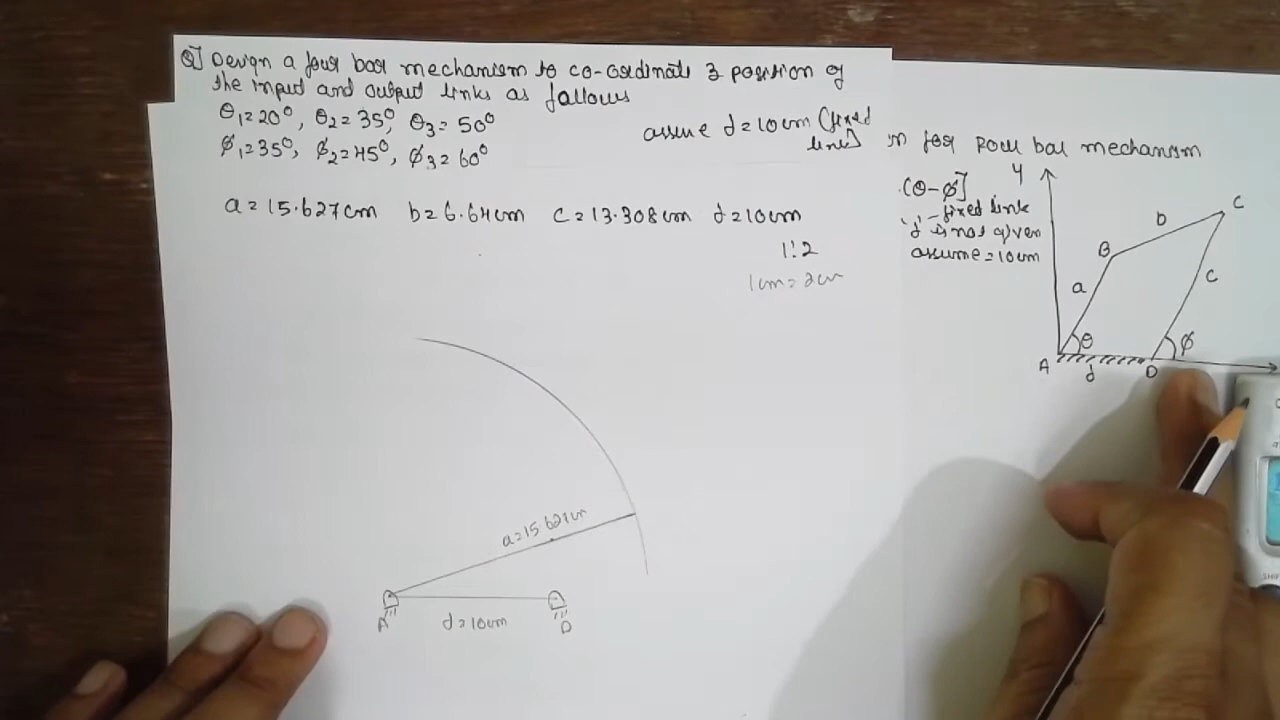 Q] Design a four bar mechanism to co-ordinate 3 position of
the input and output links as follows
θ1=20°, θ2=35°, θ3=50°
φ1=35°, φ2=45°, φ3=60°
assume d=10cm (fixed
link)
a=15.627cm b=6.64cm c=13.308cm d=10cm
1:2
1cm=2cm
a=15.627cm
A
d=10cm
D
in four bar mechanism
(θ-φ]
'd'-fixed link
is not given
assume=10cm
y
C
b
B
a
c
θ
φ
A
d
D